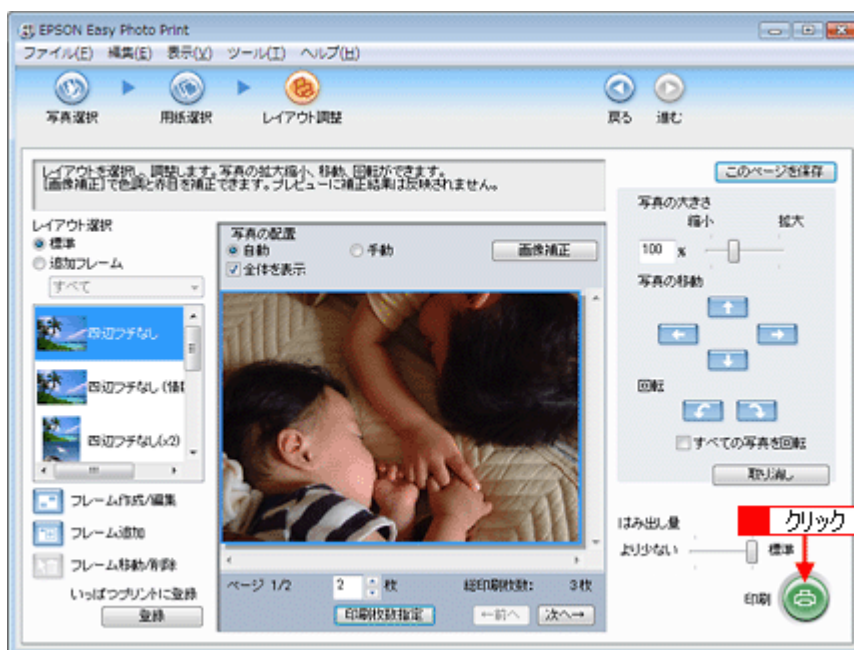 EPSON Easy Photo Print
ファイル(F) 編集(E) 表示(V) ツール(T) ヘルプ(H)
写真選択 用紙選択 レイアウト調整 戻る 進む
レイアウトを選択し、調整します。写真の拡大縮小、移動、回転ができます。
[画像補正]で色調と赤目を補正できます。プレビューに補正結果は反映されません。
このページを保存
レイアウト選択
標準
追加フレーム
すべて
四辺フチなし
四辺フチなし (情報
四辺フチなし(x2)
フレーム作成/編集
フレーム追加
フレーム移動/削除
いっぱつプリントに登録
登録
写真の配置
自動 手動 画像補正
全体を表示
ページ 1/2 2 枚 総印刷枚数: 3枚
印刷枚数指定 ←前へ 次へ→
写真の大きさ
縮小 拡大
100 %
写真の移動
回転
すべての写真を回転
取り消し
はみ出し量
クリック
より少ない 標準
印刷